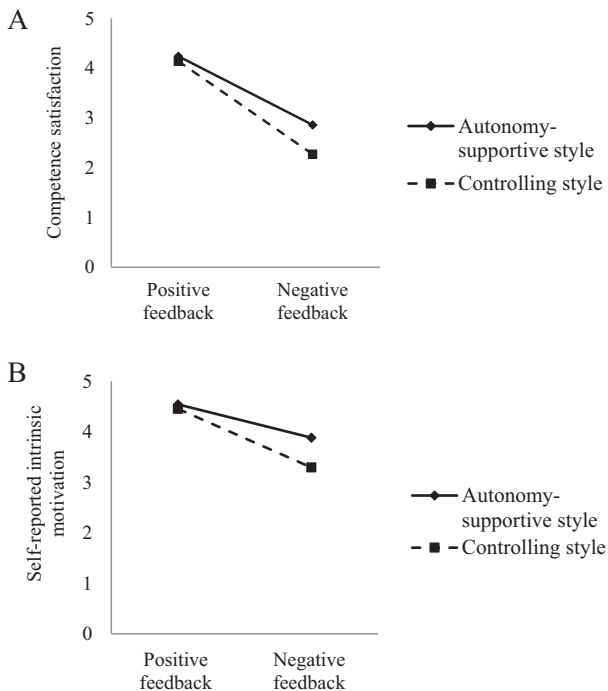 A
5
4
3
2
1
0
Competence satisfaction
Positive
feedback
Negative
feedback
Autonomy-
supportive style
Controlling style
B
5
4
3
2
1
0
Self-reported intrinsic
motivation
Positive
feedback
Negative
feedback
Autonomy-
supportive style
Controlling style